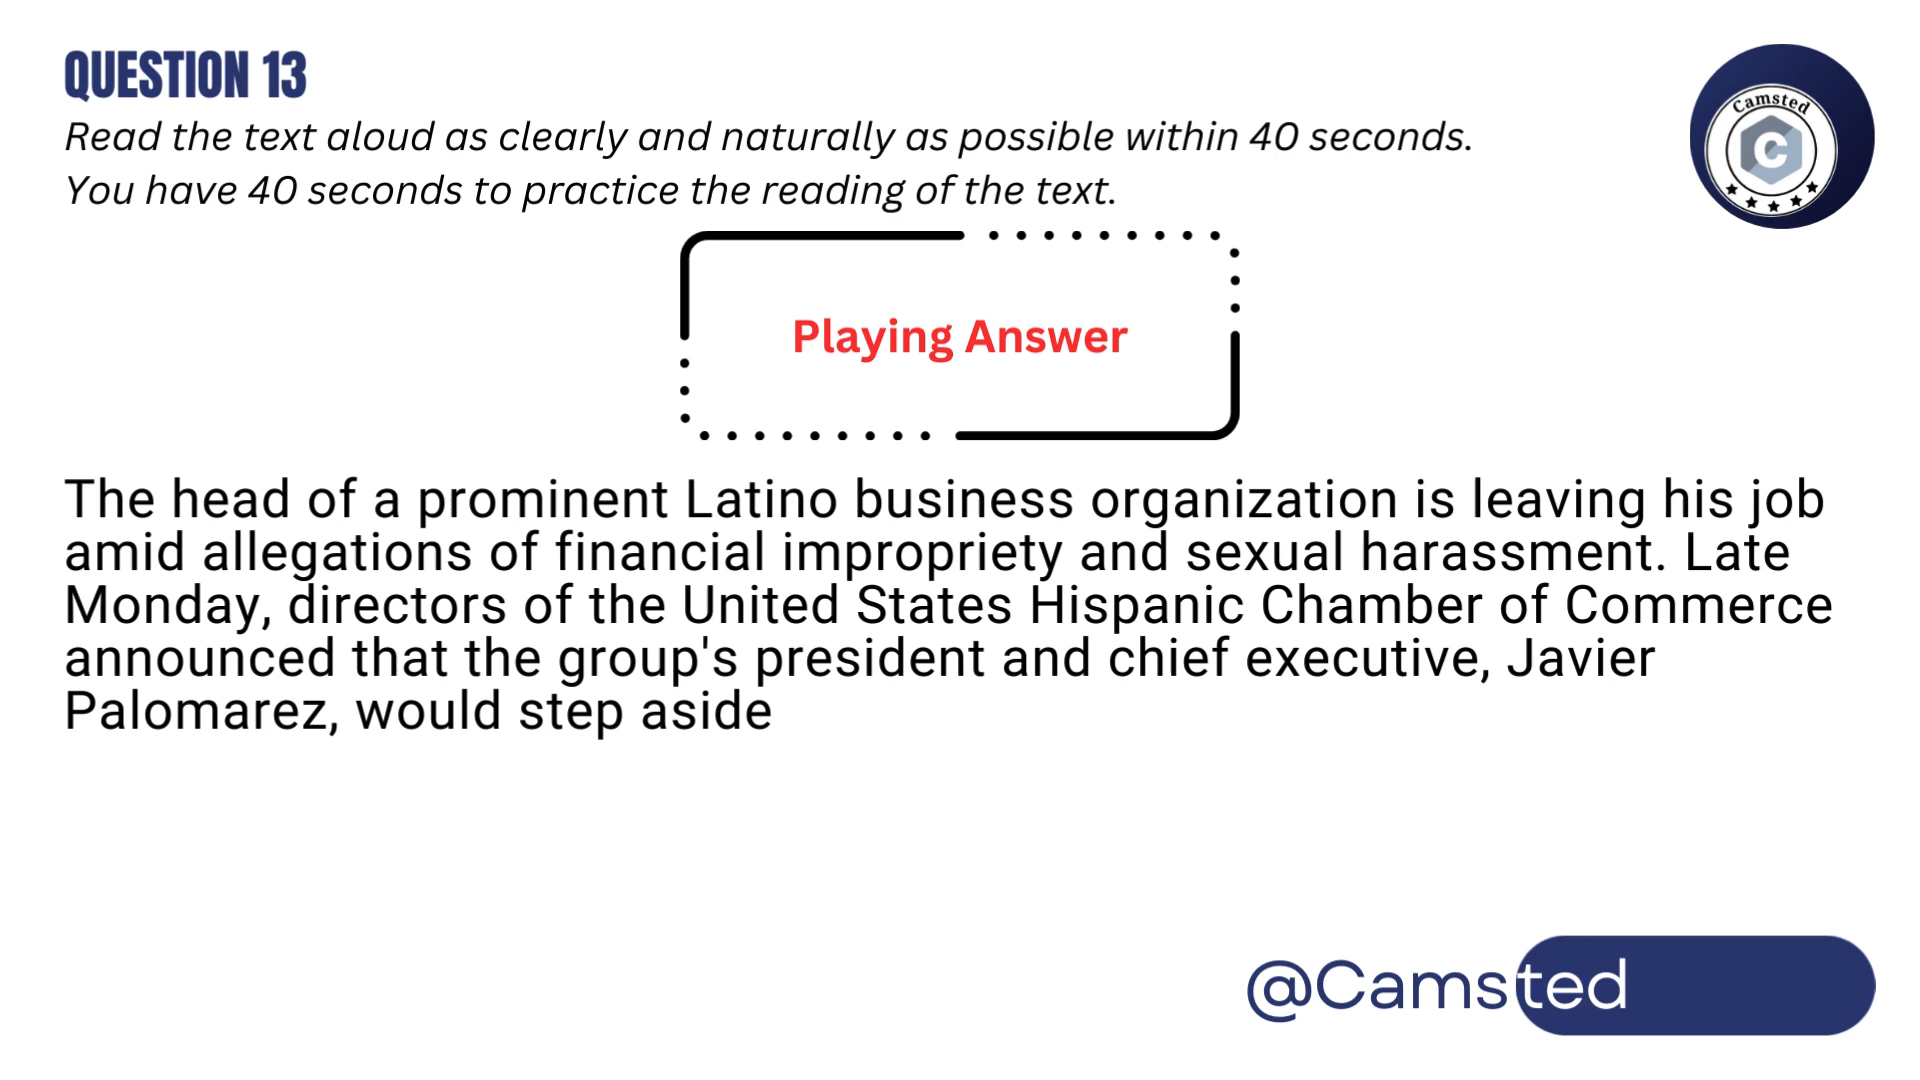 QUESTION 13
Read the text aloud as clearly and naturally as possible within 40 seconds.
You have 40 seconds to practice the reading of the text.
Camsted
C
Playing Answer
The head of a prominent Latino business organization is leaving his job
amid allegations of financial impropriety and sexual harassment. Late
Monday, directors of the United States Hispanic Chamber of Commerce
announced that the group's president and chief executive, Javier
Palomarez, would step aside
@Camsted